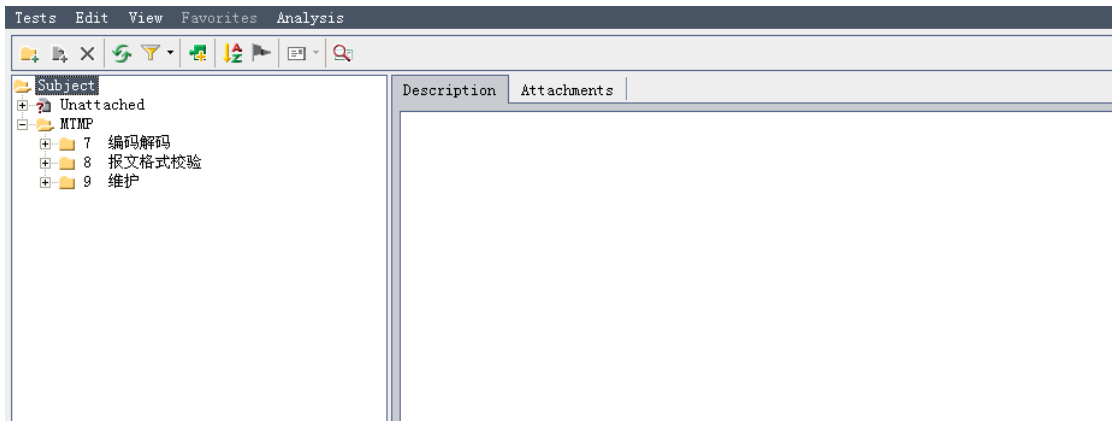 Tests Edit View Favorites Analysis
Subject
Unattached
MTMP
7 编码解码
8 报文格式校验
9 维护
Description Attachments